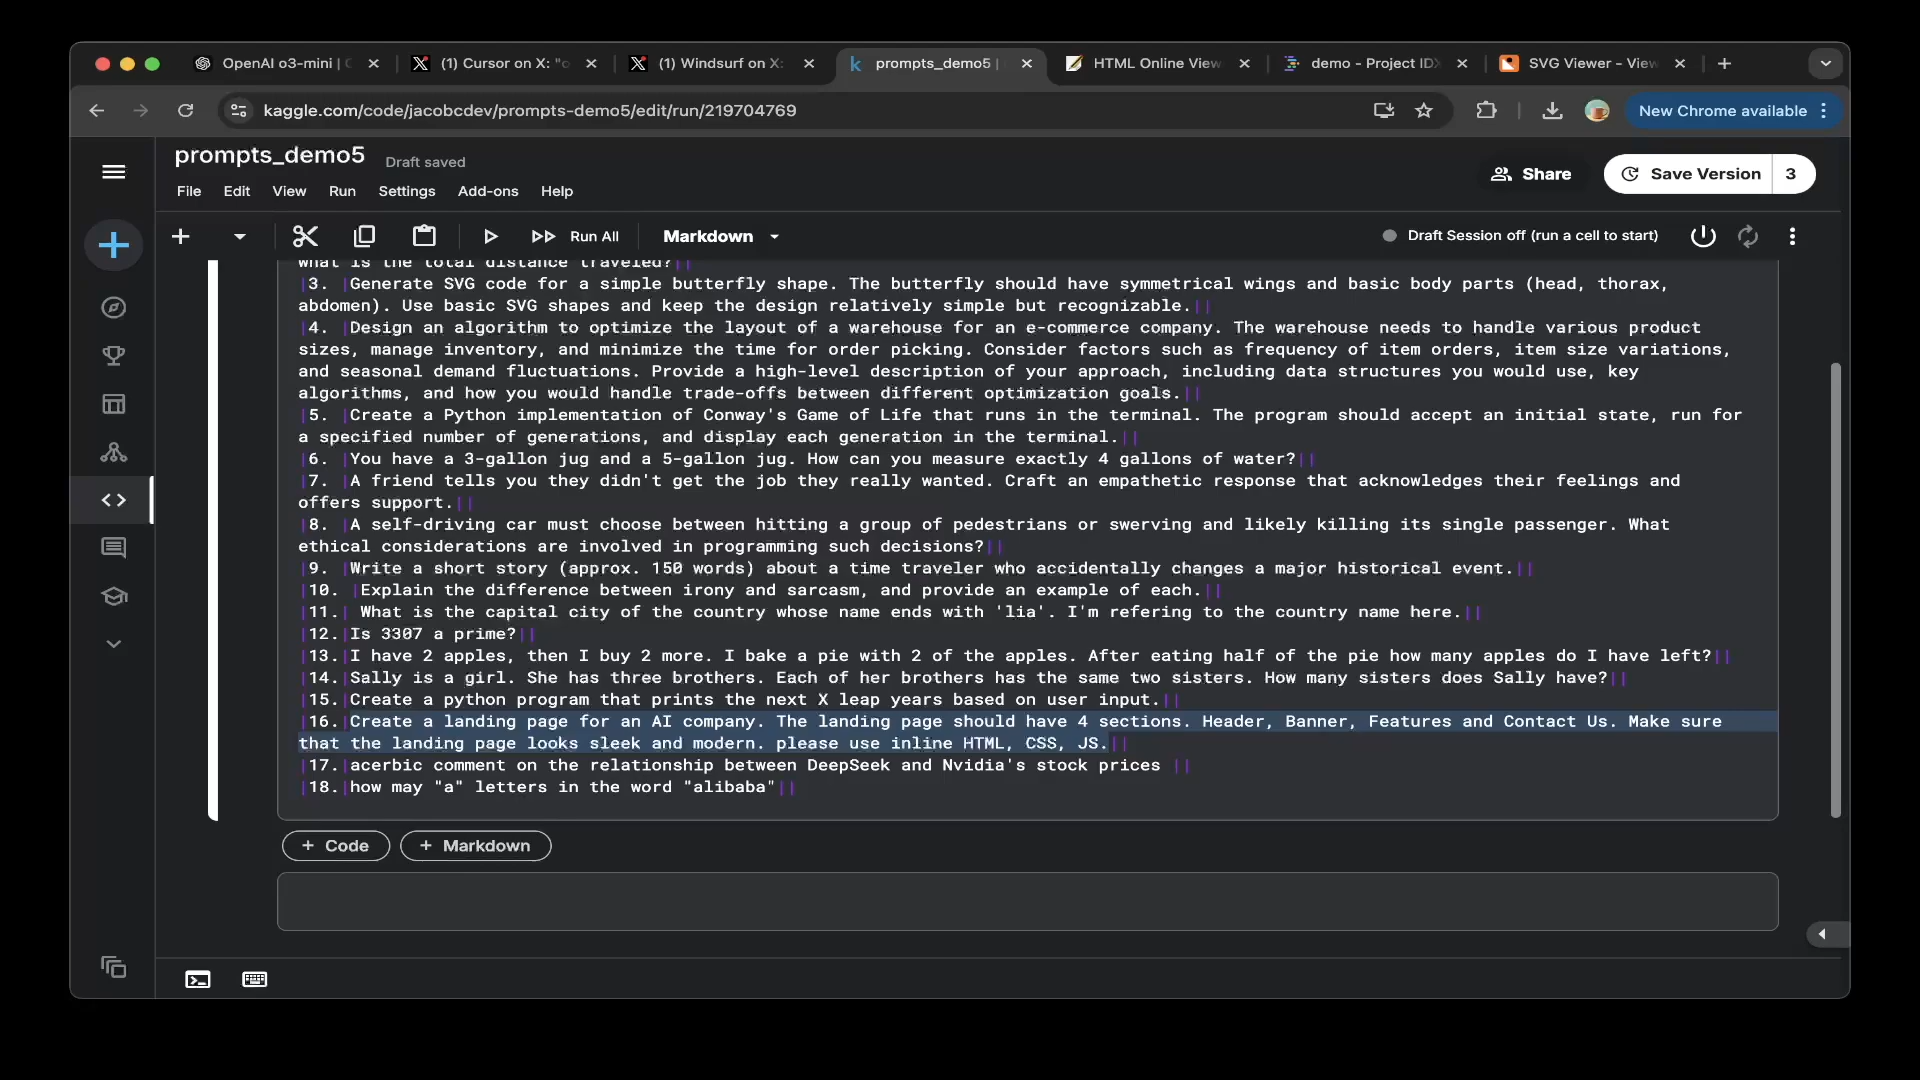 OpenAI o3-mini |
(1) Cursor on X: "o
(1) Windsurf on X:
prompts_demo5 |
HTML Online View
demo - Project IDX
SVG Viewer - View
kaggle.com/code/jacobcdev/prompts-demo5/edit/run/219704769
New Chrome available
prompts_demo5
Draft saved
File Edit View Run Settings Add-ons Help
Share
Save Version 3
Run All
Markdown
Draft Session off (run a cell to start)
what is the total distance traveled?||
|3. |Generate SVG code for a simple butterfly shape. The butterfly should have symmetrical wings and basic body parts (head, thorax,
abdomen). Use basic SVG shapes and keep the design relatively simple but recognizable.||
|4. |Design an algorithm to optimize the layout of a warehouse for an e-commerce company. The warehouse needs to handle various product
sizes, manage inventory, and minimize the time for order picking. Consider factors such as frequency of item orders, item size variations,
and seasonal demand fluctuations. Provide a high-level description of your approach, including data structures you would use, key
algorithms, and how you would handle trade-offs between different optimization goals.||
|5. |Create a Python implementation of Conway's Game of Life that runs in the terminal. The program should accept an initial state, run for
a specified number of generations, and display each generation in the terminal.||
|6. |You have a 3-gallon jug and a 5-gallon jug. How can you measure exactly 4 gallons of water?||
|7. |A friend tells you they didn't get the job they really wanted. Craft an empathetic response that acknowledges their feelings and
offers support.||
|8. |A self-driving car must choose between hitting a group of pedestrians or swerving and likely killing its single passenger. What
ethical considerations are involved in programming such decisions?||
|9. |Write a short story (approx. 150 words) about a time traveler who accidentally changes a major historical event.||
|10. |Explain the difference between irony and sarcasm, and provide an example of each.||
|11.| What is the capital city of the country whose name ends with 'lia'. I'm refering to the country name here.||
|12.|Is 3307 a prime?||
|13.|I have 2 apples, then I buy 2 more. I bake a pie with 2 of the apples. After eating half of the pie how many apples do I have left?||
|14.|Sally is a girl. She has three brothers. Each of her brothers has the same two sisters. How many sisters does Sally have?||
|15.|Create a python program that prints the next X leap years based on user input.||
|16.|Create a landing page for an AI company. The landing page should have 4 sections. Header, Banner, Features and Contact Us. Make sure
that the landing page looks sleek and modern. please use inline HTML, CSS, JS.||
|17.|acerbic comment on the relationship between DeepSeek and Nvidia's stock prices ||
|18.|how may "a" letters in the word "alibaba"||
+ Code
+ Markdown